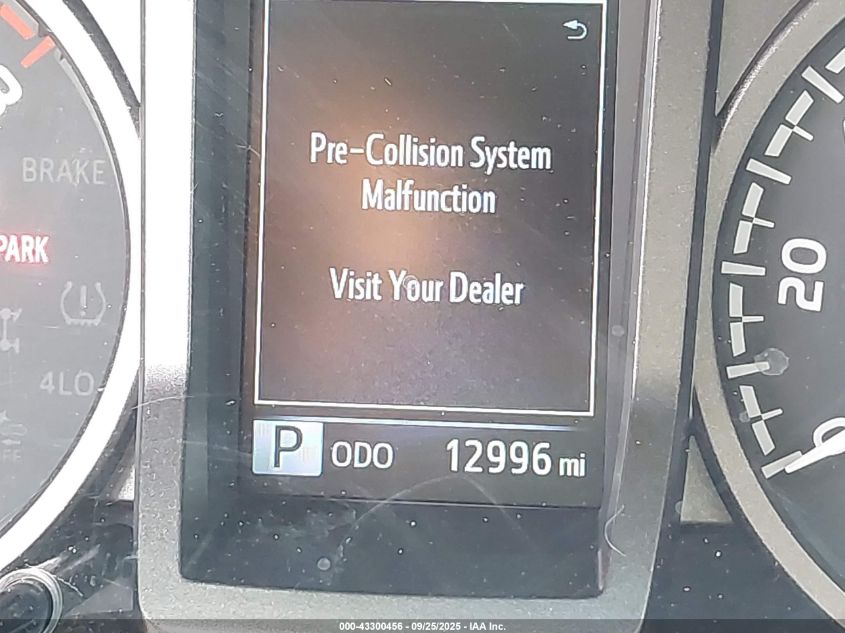 Pre-Collision System
Malfunction
Visit Your Dealer
BRAKE
PARK
4LO
P ODO 12996 mi
20
0
000-43300456 - 09/25/2025 - IAA Inc.